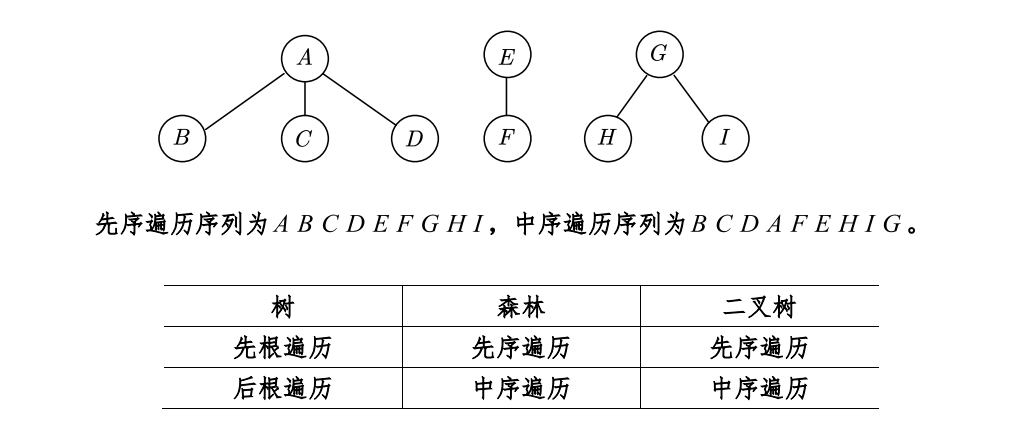 A E G
B C D F H I
先序遍历序列为 A B C D E F G H I，中序遍历序列为 B C D A F E H I G 。
树 森林 二叉树
先根遍历 先序遍历 先序遍历
后根遍历 中序遍历 中序遍历